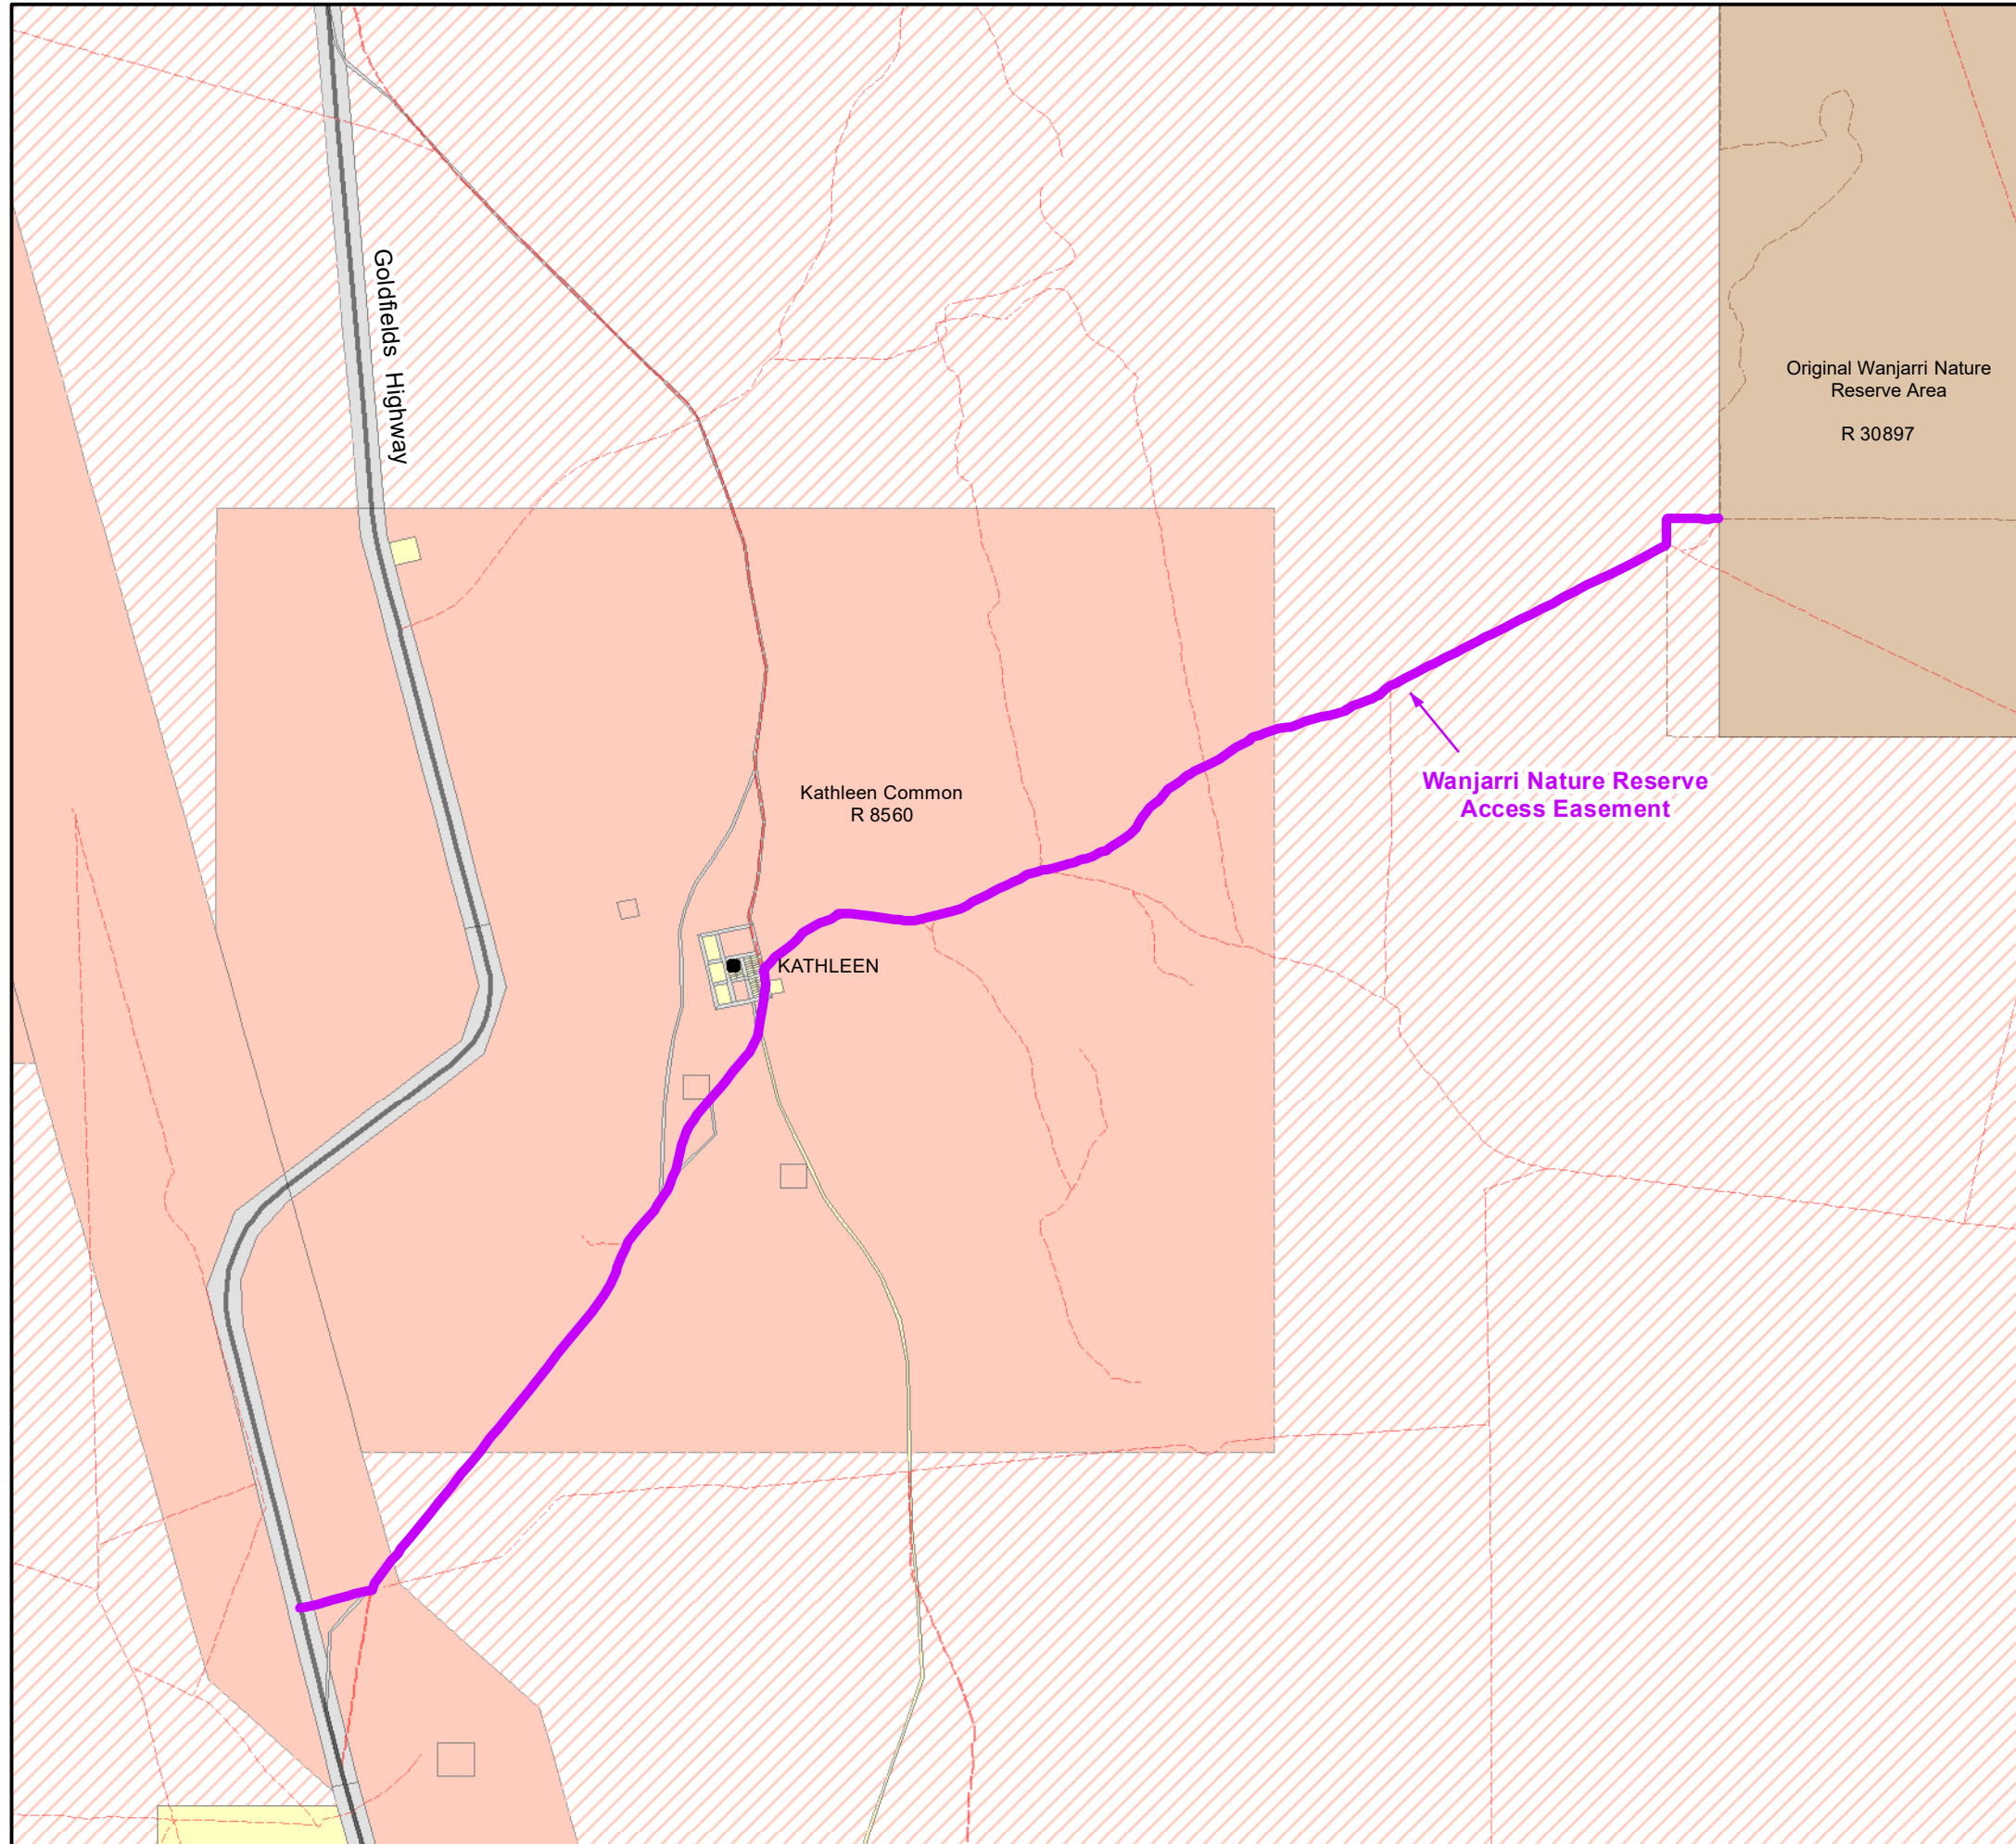 Goldfields Highway
Original Wanjarri Nature
Reserve Area
R 30897
Kathleen Common
R 8560
Wanjarri Nature Reserve
Access Easement
KATHLEEN